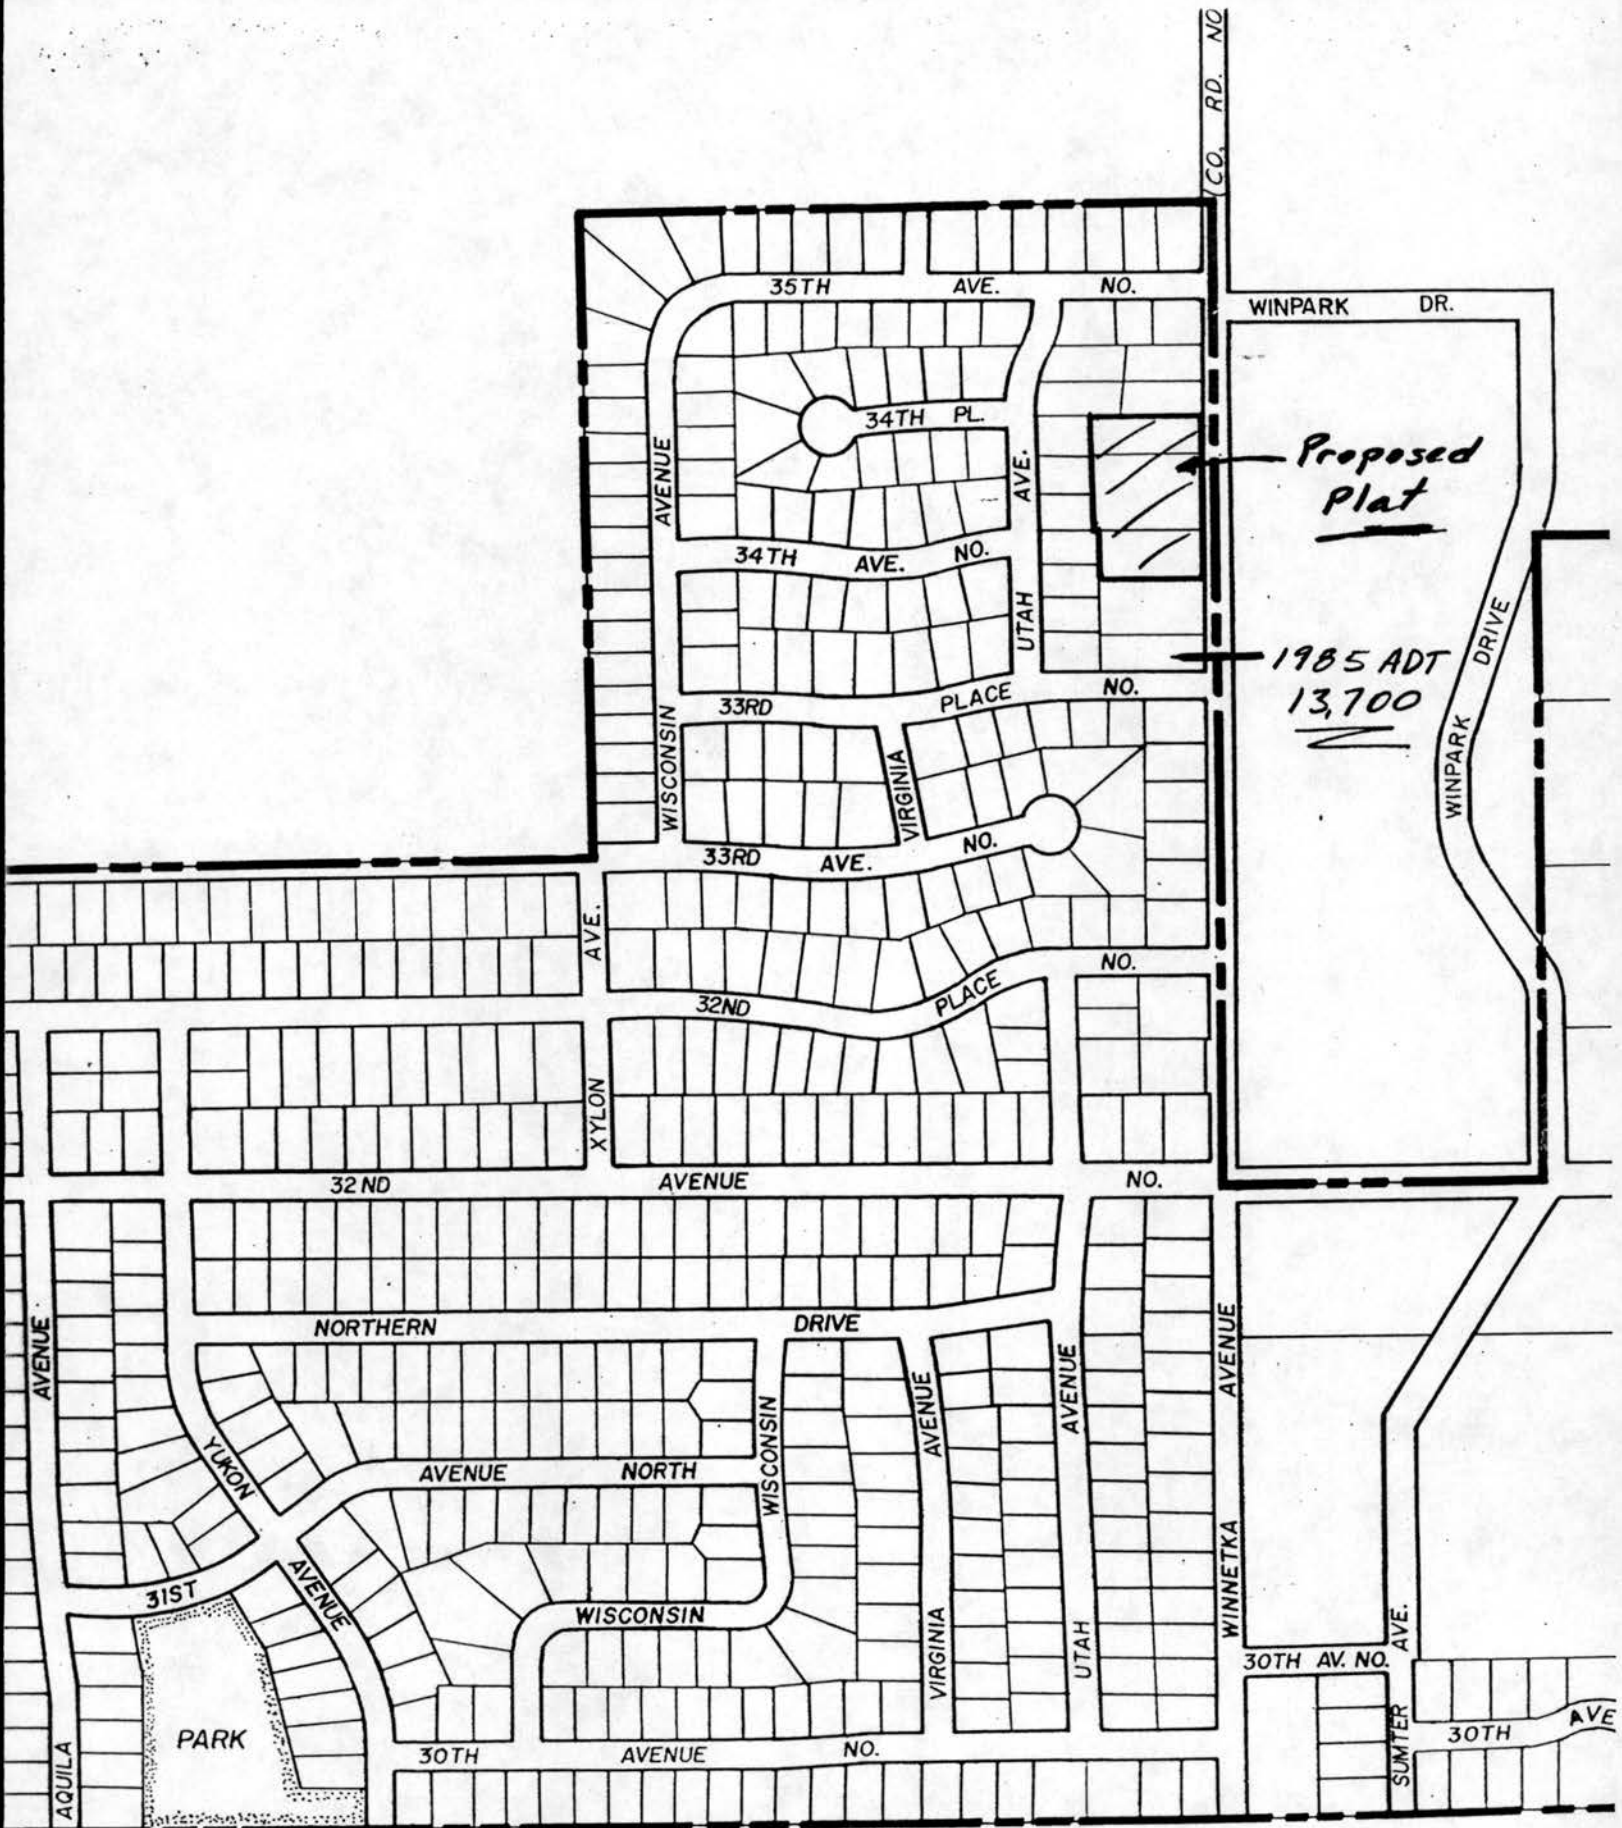 CO. RD. NO
35TH AVE. NO.
WINPARK DR.
34TH PL.
AVENUE
AVE.
Proposed
Plat
34TH AVE. NO.
UTAH
DRIVE
1985 ADT
13,700
33RD PLACE NO.
WISCONSIN
VIRGINIA
WINPARK
33RD AVE. NO.
AVE.
32ND PLACE NO.
XYLON
32ND AVENUE NO.
NORTHERN DRIVE
AVENUE
AVENUE
AVENUE
AVENUE
WISCONSIN
YUKON
AVENUE NORTH
WINNETKA
31ST
AVENUE
WISCONSIN
VIRGINIA
UTAH
AVE.
30TH AV. NO.
PARK
SUMTER
30TH AVE
AQUILA
30TH AVENUE NO.